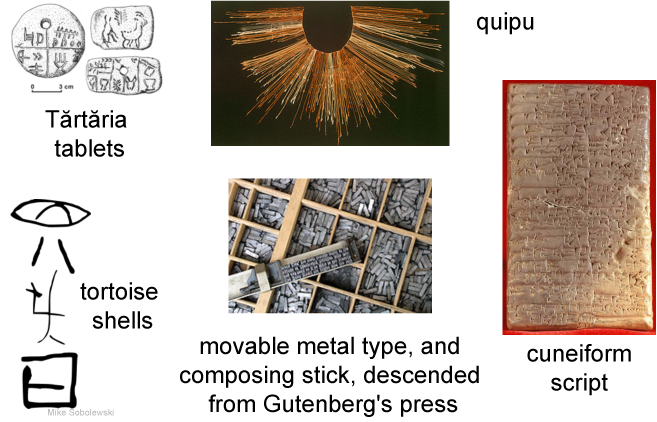 quipu
0 3 cm
Tărtăria
tablets
tortoise
shells
movable metal type, and
composing stick, descended
from Gutenberg's press
cuneiform
script
Mike Sobolewski